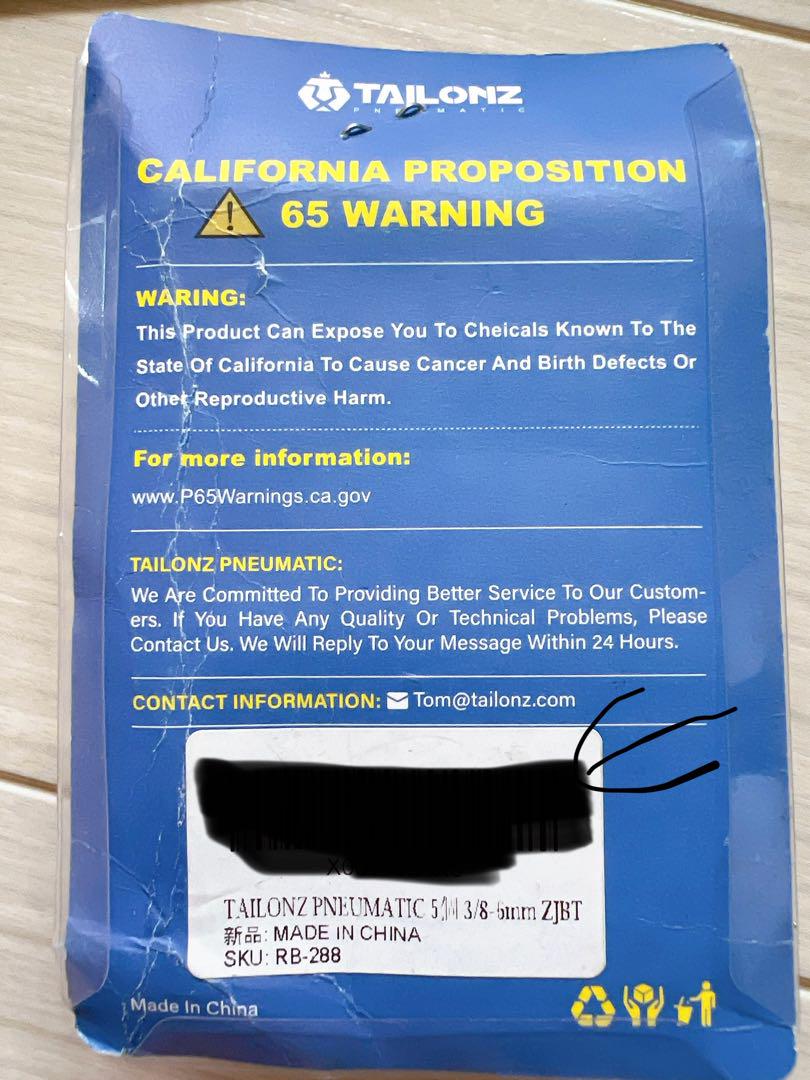 TAILONZ
PNEUMATIC
CALIFORNIA PROPOSITION
65 WARNING
WARING:
This Product Can Expose You To Cheicals Known To The
State Of California To Cause Cancer And Birth Defects Or
Other Reproductive Harm.
For more information:
www.P65Warnings.ca.gov
TAILONZ PNEUMATIC:
We Are Committed To Providing Better Service To Our Custom-
ers. If You Have Any Quality Or Technical Problems, Please
Contact Us. We Will Reply To Your Message Within 24 Hours.
CONTACT INFORMATION: Tom@tailonz.com
TAILONZ PNEUMATIC 5個 3/8-6mm ZJBT
新品: MADE IN CHINA
SKU: RB-288
Made In China